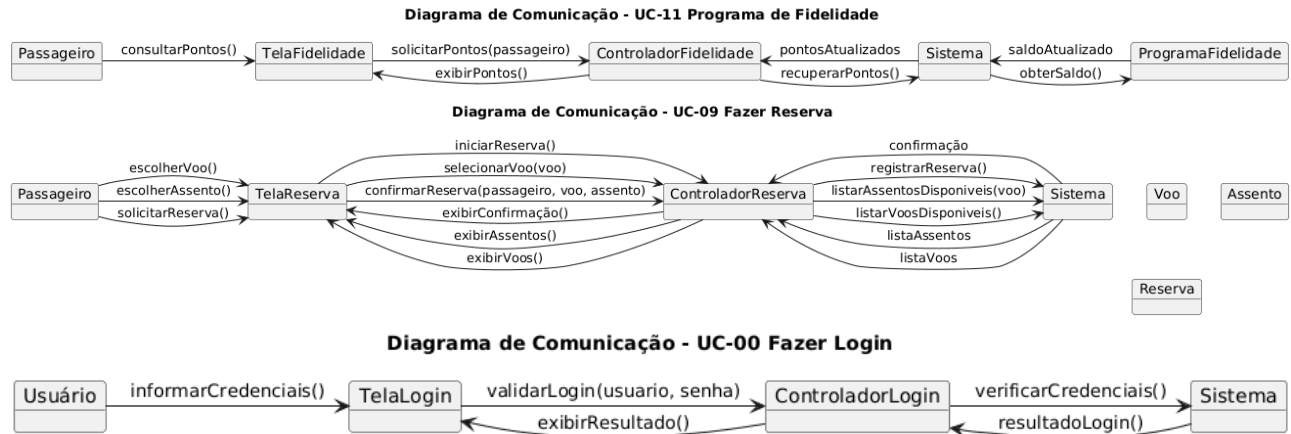 Diagrama de Comunicação - UC-11 Programa de Fidelidade
Passageiro
consultarPontos()
TelaFidelidade
solicitarPontos(passageiro)
exibirPontos()
ControladorFidelidade
pontosAtualizados
recuperarPontos()
Sistema
saldoAtualizado
obterSaldo()
ProgramaFidelidade
Diagrama de Comunicação - UC-09 Fazer Reserva
Passageiro
escolherVoo()
escolherAssento()
solicitarReserva()
TelaReserva
iniciarReserva()
selecionarVoo(voo)
confirmarReserva(passageiro, voo, assento)
exibirConfirmação()
exibirAssentos()
exibirVoos()
ControladorReserva
confirmação
registrarReserva()
listarAssentosDisponiveis(voo)
listarVoosDisponiveis()
listaAssentos
listaVoos
Sistema
Voo
Assento
Reserva
Diagrama de Comunicação - UC-00 Fazer Login
Usuário
informarCredenciais()
TelaLogin
validarLogin(usuario, senha)
exibirResultado()
ControladorLogin
verificarCredenciais()
resultadoLogin()
Sistema